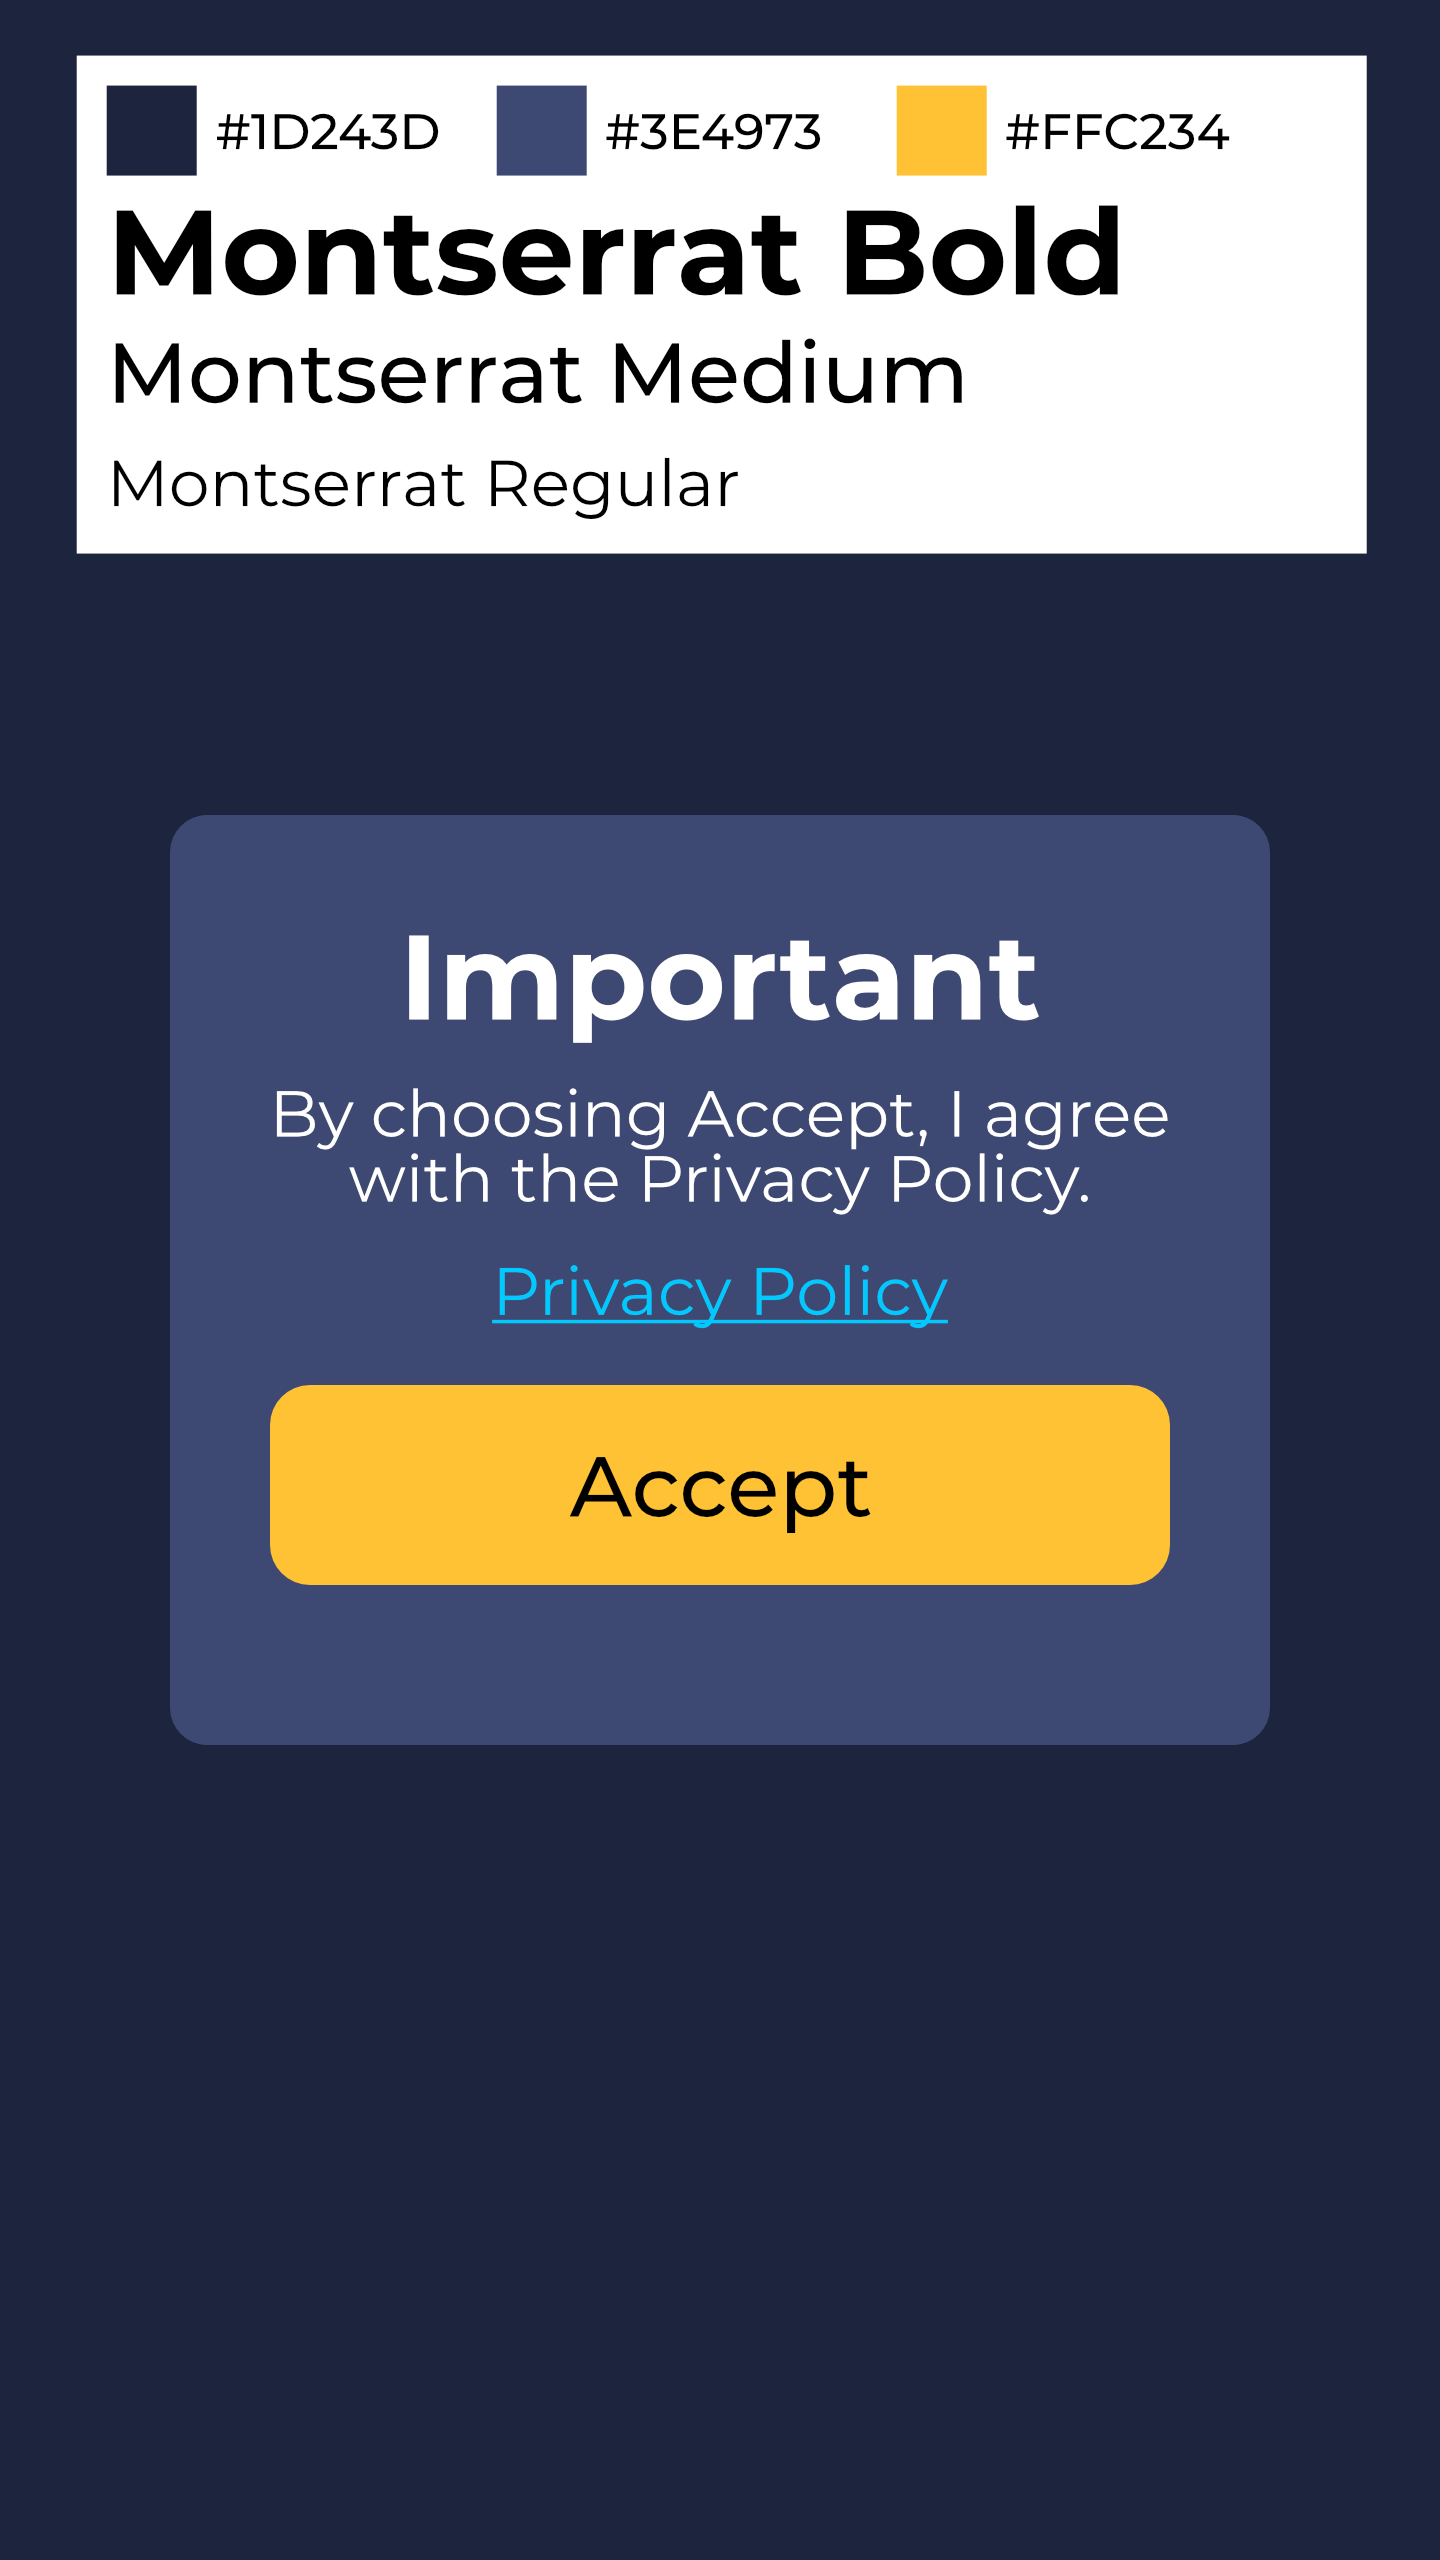 #1D243D #3E4973 #FFC234
Montserrat Bold
Montserrat Medium
Montserrat Regular
Important
By choosing Accept, I agree
with the Privacy Policy.
Privacy Policy
Accept